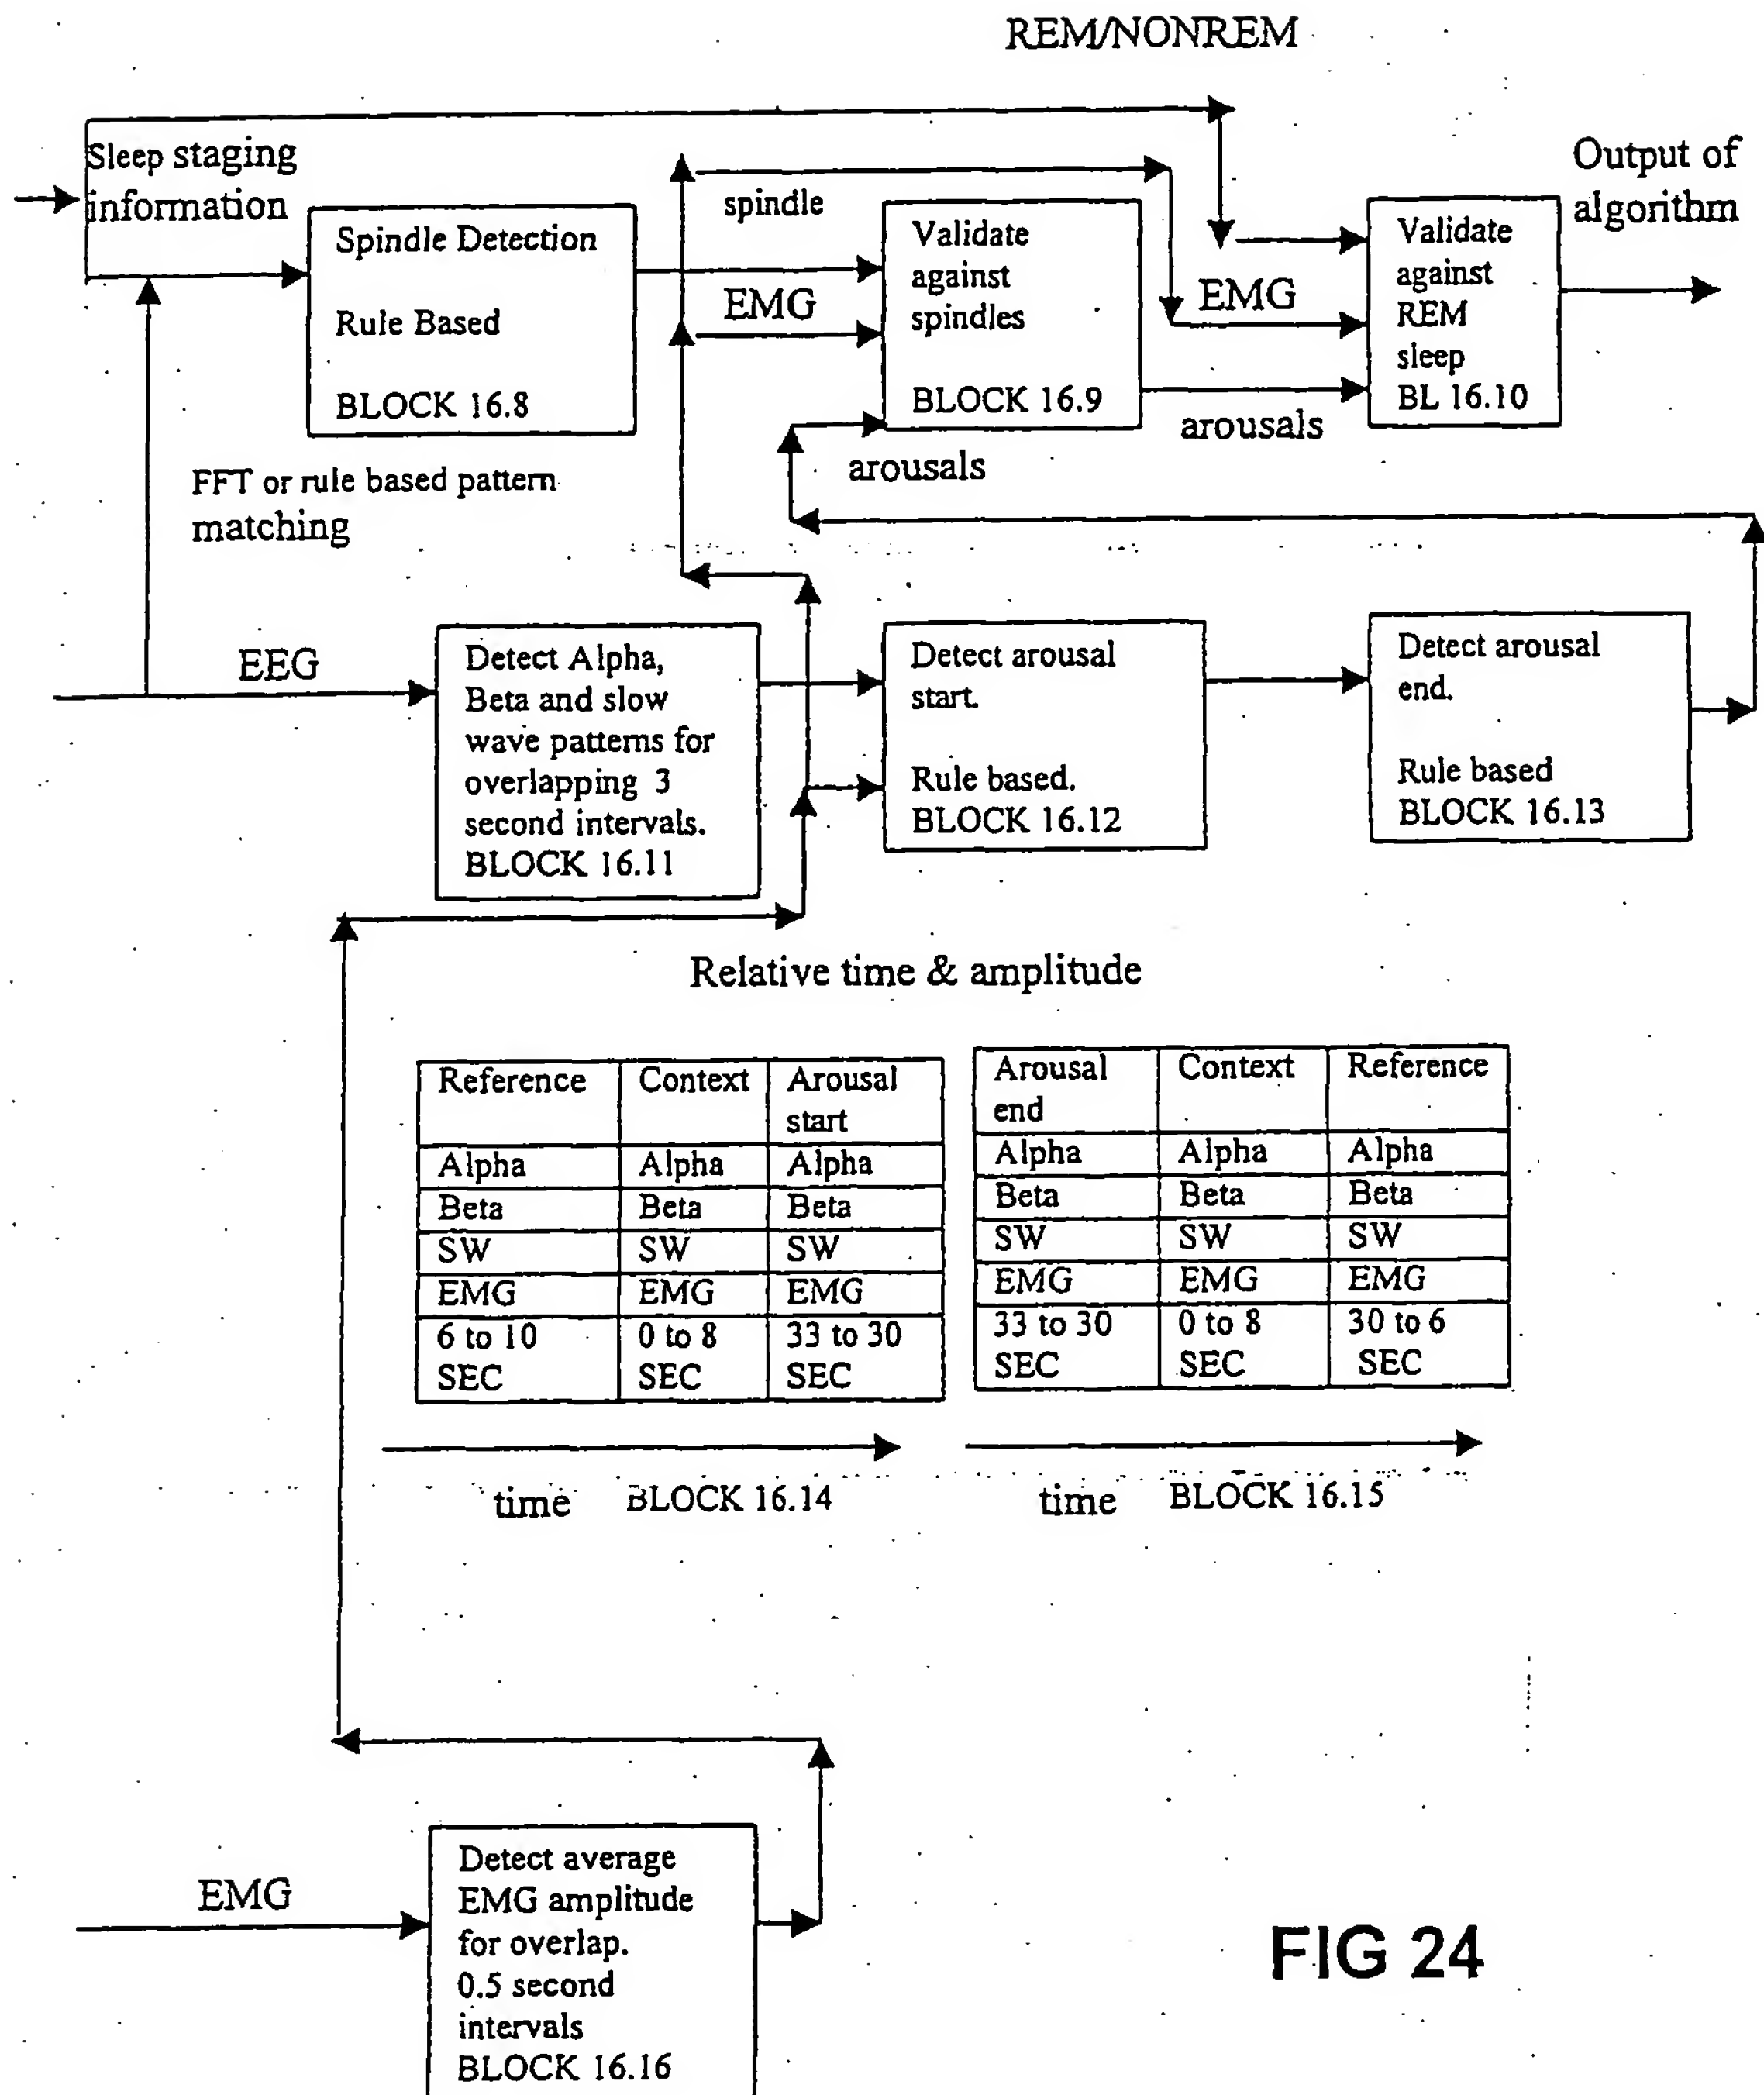 REM/NONREM
Sleep staging
information
Output of
algorithm
Spindle Detection
Rule Based
BLOCK 16.8
spindle
EMG
Validate
against
spindles
BLOCK 16.9
EMG
Validate
against
REM
sleep
BL 16.10
arousals
arousals
FFT or rule based pattern
matching
EEG
Detect Alpha,
Beta and slow
wave patterns for
overlapping 3
second intervals.
BLOCK 16.11
Detect arousal
start.
Rule based.
BLOCK 16.12
Detect arousal
end.
Rule based
BLOCK 16.13
Relative time & amplitude
Reference Context Arousal
start
Alpha Alpha Alpha
Beta Beta Beta
SW SW SW
EMG EMG EMG
6 to 10 0 to 8 33 to 30
SEC SEC SEC
time BLOCK 16.14
Arousal Context Reference
end
Alpha Alpha Alpha
Beta Beta Beta
SW SW SW
EMG EMG EMG
33 to 30 0 to 8 30 to 6
SEC SEC SEC
time BLOCK 16.15
EMG
Detect average
EMG amplitude
for overlap.
0.5 second
intervals
BLOCK 16.16
FIG 24